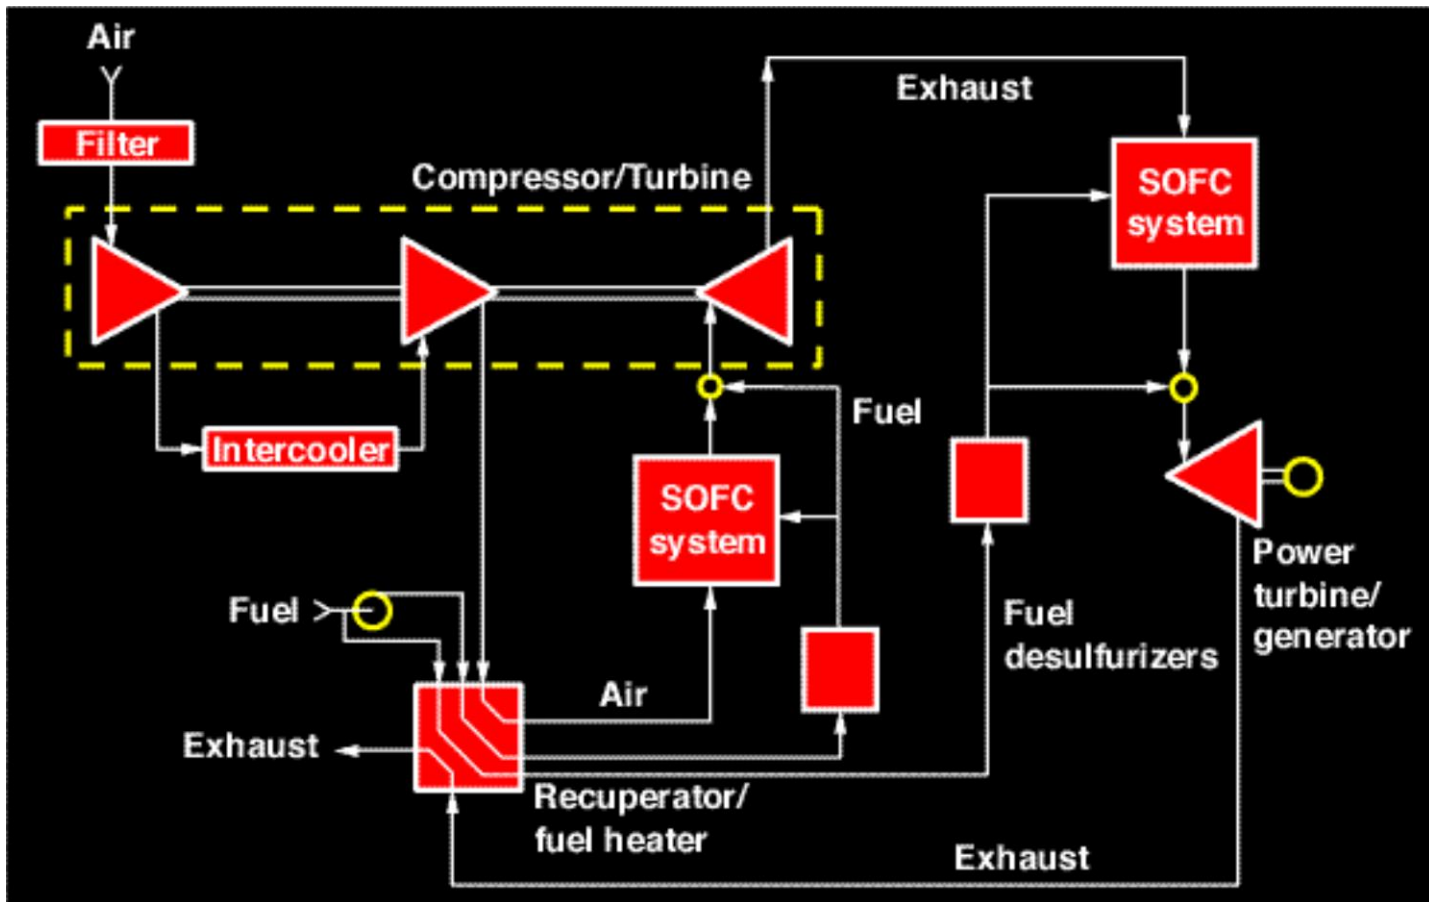 Air
Exhaust
Filter
Compressor/Turbine
SOFC
system
Fuel
Intercooler
SOFC
system
Power
turbine/
generator
Fuel
Fuel
desulfurizers
Air
Exhaust
Recuperator/
fuel heater
Exhaust